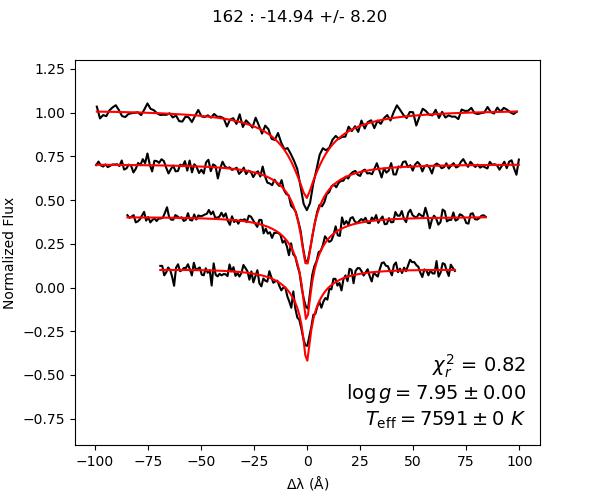 162 : -14.94 +/- 8.20
1.25
1.00
0.75
0.50
0.25
0.00
−0.25
−0.50
−0.75
Normalized Flux
χ²ᵣ = 0.82
log g = 7.95 ± 0.00
T_eff = 7591 ± 0 K
−100 −75 −50 −25 0 25 50 75 100
Δλ (Å)